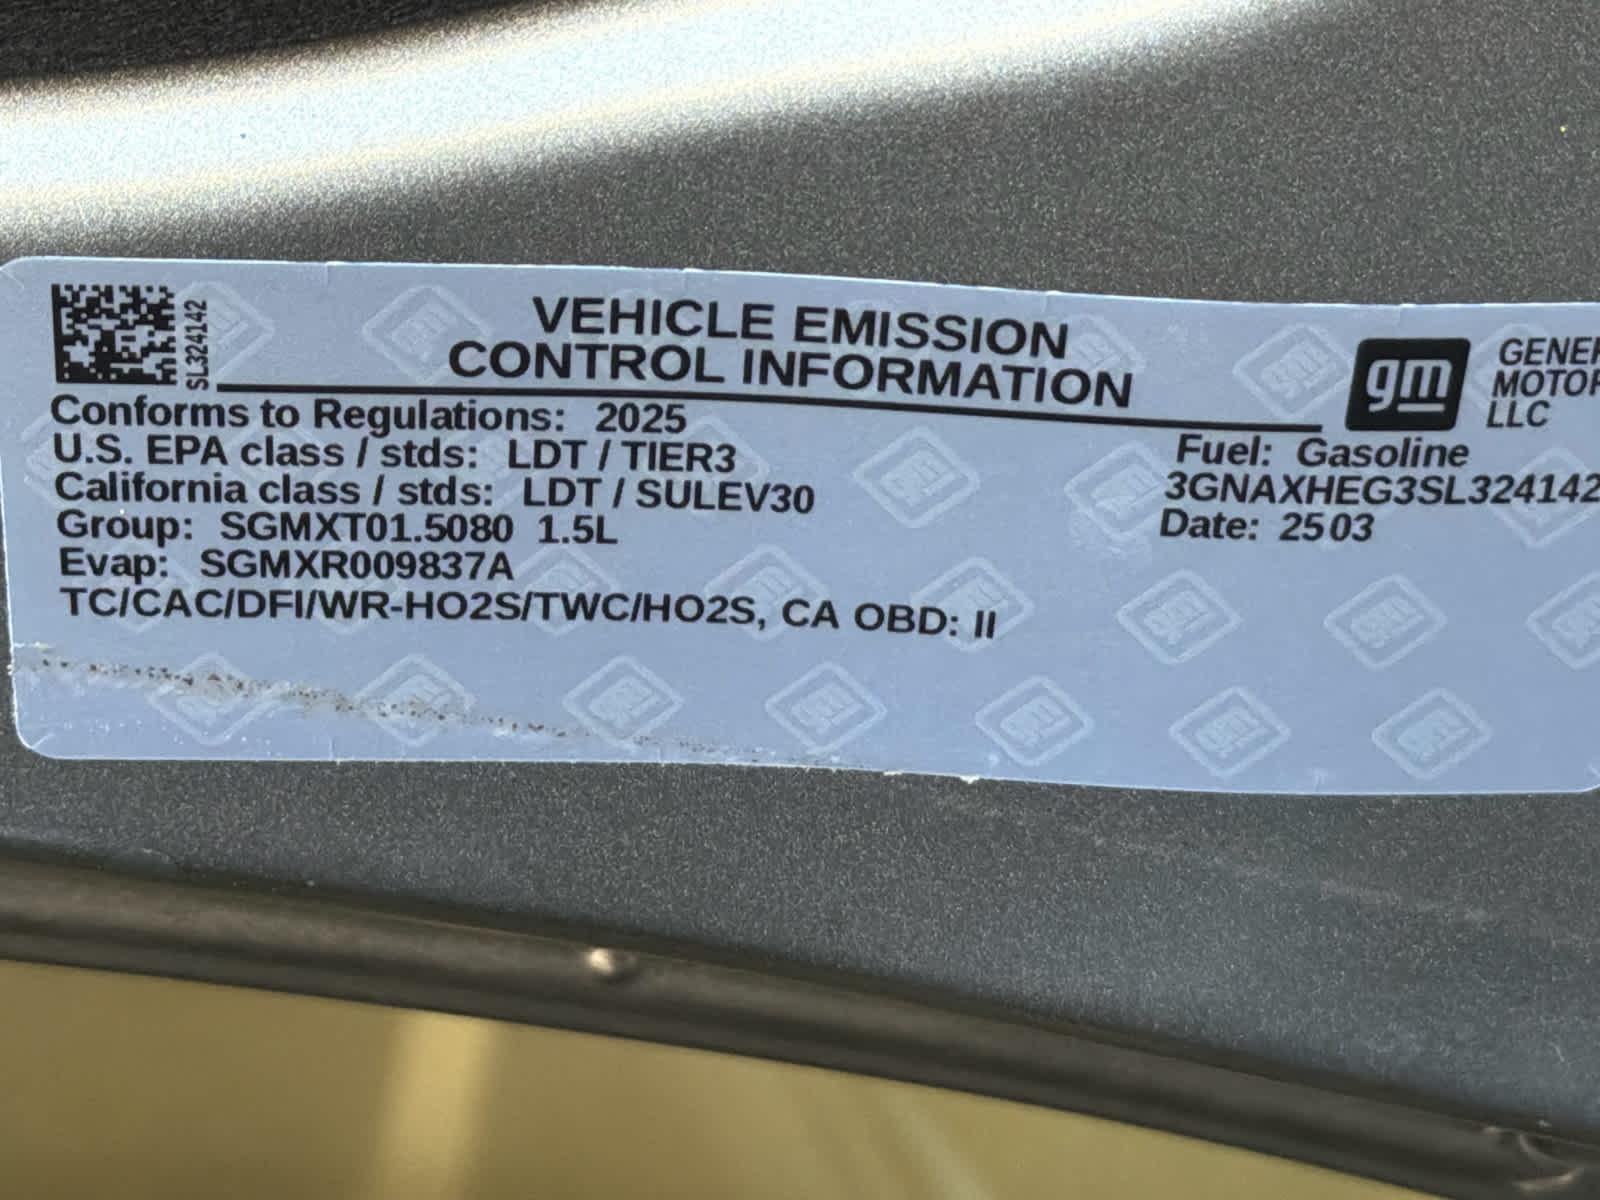 SL324142
VEHICLE EMISSION
CONTROL INFORMATION
gm
GENER
MOTOR
LLC
Conforms to Regulations: 2025
U.S. EPA class / stds: LDT / TIER3
California class / stds: LDT / SULEV30
Group: SGMXT01.5080 1.5L
Evap: SGMXR009837A
TC/CAC/DFI/WR-HO2S/TWC/HO2S, CA OBD: II
Fuel: Gasoline
3GNAXHEG3SL324142
Date: 2503